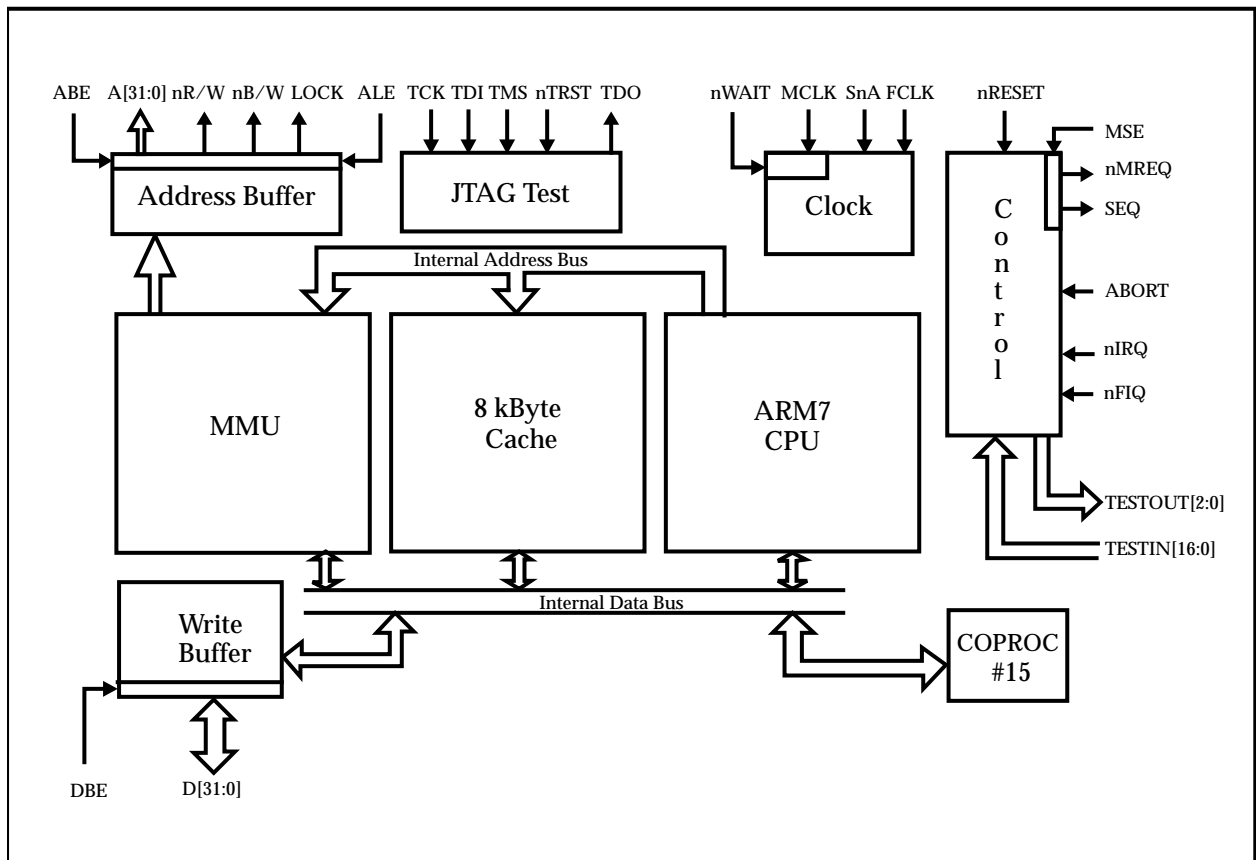 ABE A[31:0] nR/W nB/W LOCK ALE TCK TDI TMS nTRST TDO nWAIT MCLK SnA FCLK nRESET
MSE
nMREQ
SEQ
ABORT
nIRQ
nFIQ
Address Buffer
JTAG Test
Clock
Control
Internal Address Bus
MMU
8 kByte
Cache
ARM7
CPU
TESTOUT[2:0]
TESTIN[16:0]
Internal Data Bus
Write
Buffer
COPROC
#15
DBE
D[31:0]